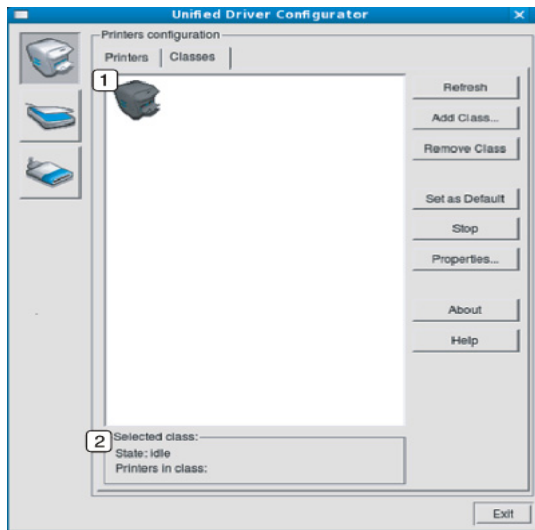 Unified Driver Configurator
Printers configuration
Printers
Classes
1
Refresh
Add Class...
Remove Class
Set as Default
Stop
Properties...
About
Help
2
Selected class:
State: idle
Printers in class:
Exit